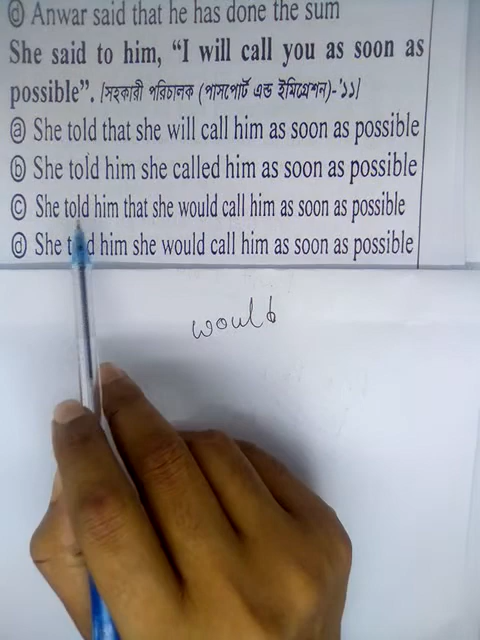 ⓓ Anwar said that he has done the sum
She said to him, “I will call you as soon as
possible”. [সহকারী পরিচালক (পাসপোর্ট এন্ড ইমিগ্রেশন)-'১১]
ⓐ She told that she will call him as soon as possible
ⓑ She told him she called him as soon as possible
ⓒ She told him that she would call him as soon as possible
ⓓ She told him she would call him as soon as possible
would